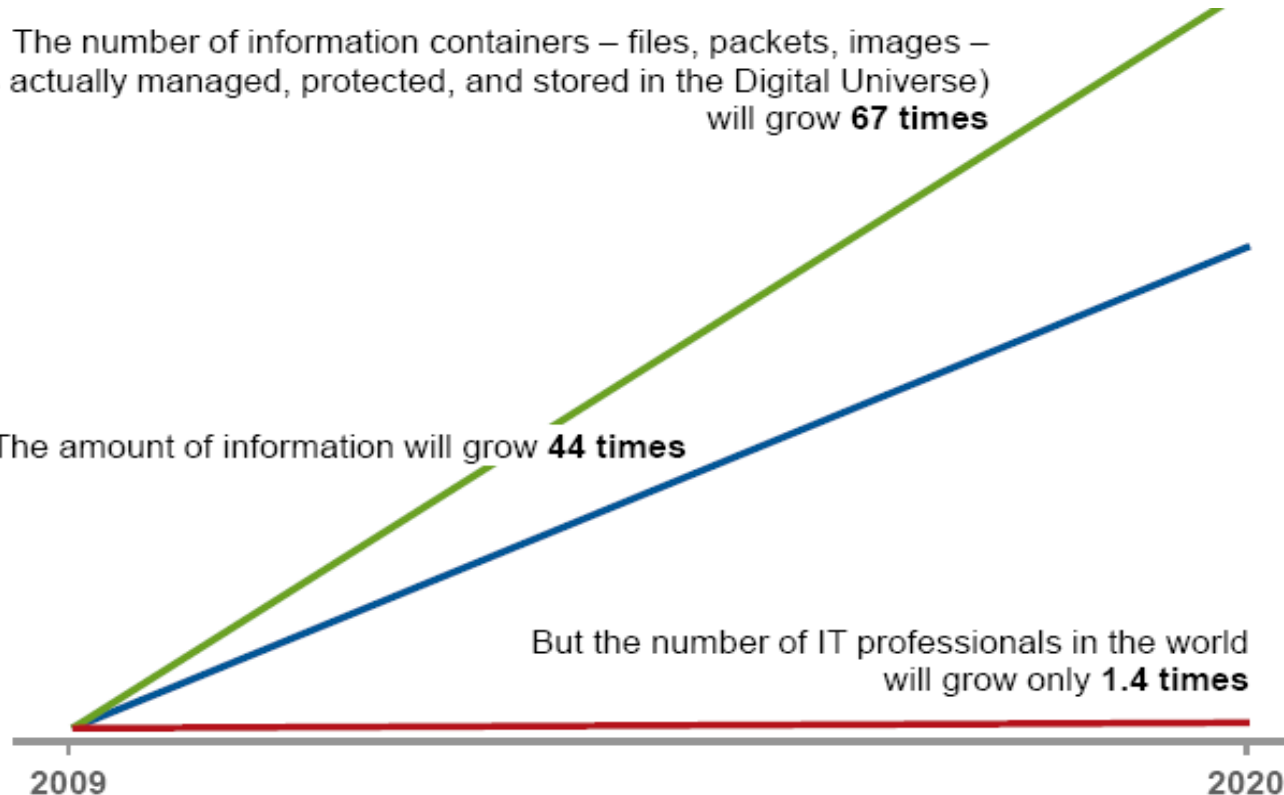 The number of information containers – files, packets, images –
actually managed, protected, and stored in the Digital Universe)
will grow 67 times
The amount of information will grow 44 times
But the number of IT professionals in the world
will grow only 1.4 times
2009
2020